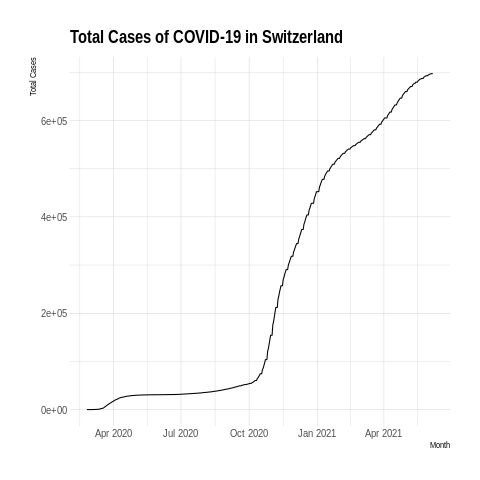 Total Cases of COVID-19 in Switzerland
Total Cases
6e+05
4e+05
2e+05
0e+00
Apr 2020 Jul 2020 Oct 2020 Jan 2021 Apr 2021
Month